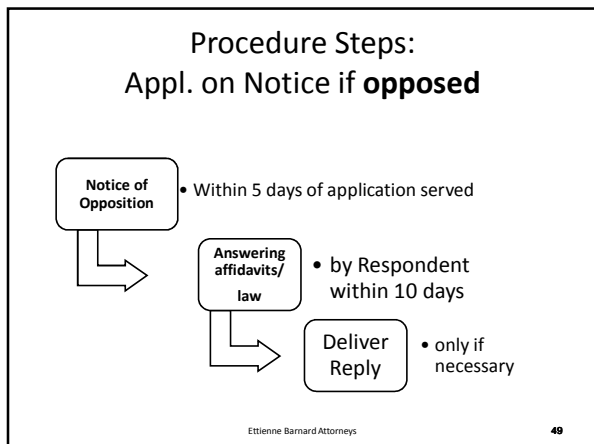 Procedure Steps:
Appl. on Notice if opposed
Notice of
Opposition
• Within 5 days of application served
Answering
affidavits/
law
• by Respondent
within 10 days
Deliver
Reply
• only if
necessary
Ettienne Barnard Attorneys
49